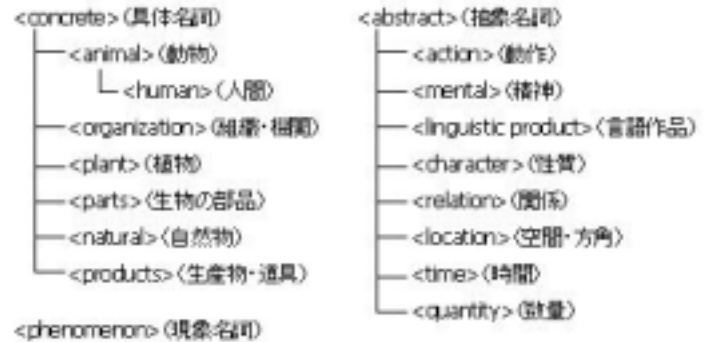 <concrete>(具体名詞)
<animal>(動物)
<human>(人間)
<organization>(組織・機関)
<plant>(植物)
<parts>(生物の部品)
<natural>(自然物)
<products>(生産物・道具)
<phenomenon>(現象名詞)
<abstract>(抽象名詞)
<action>(動作)
<mental>(精神)
<linguistic product>(言語作品)
<character>(性質)
<relation>(関係)
<location>(空間・方角)
<time>(時間)
<quantity>(数量)